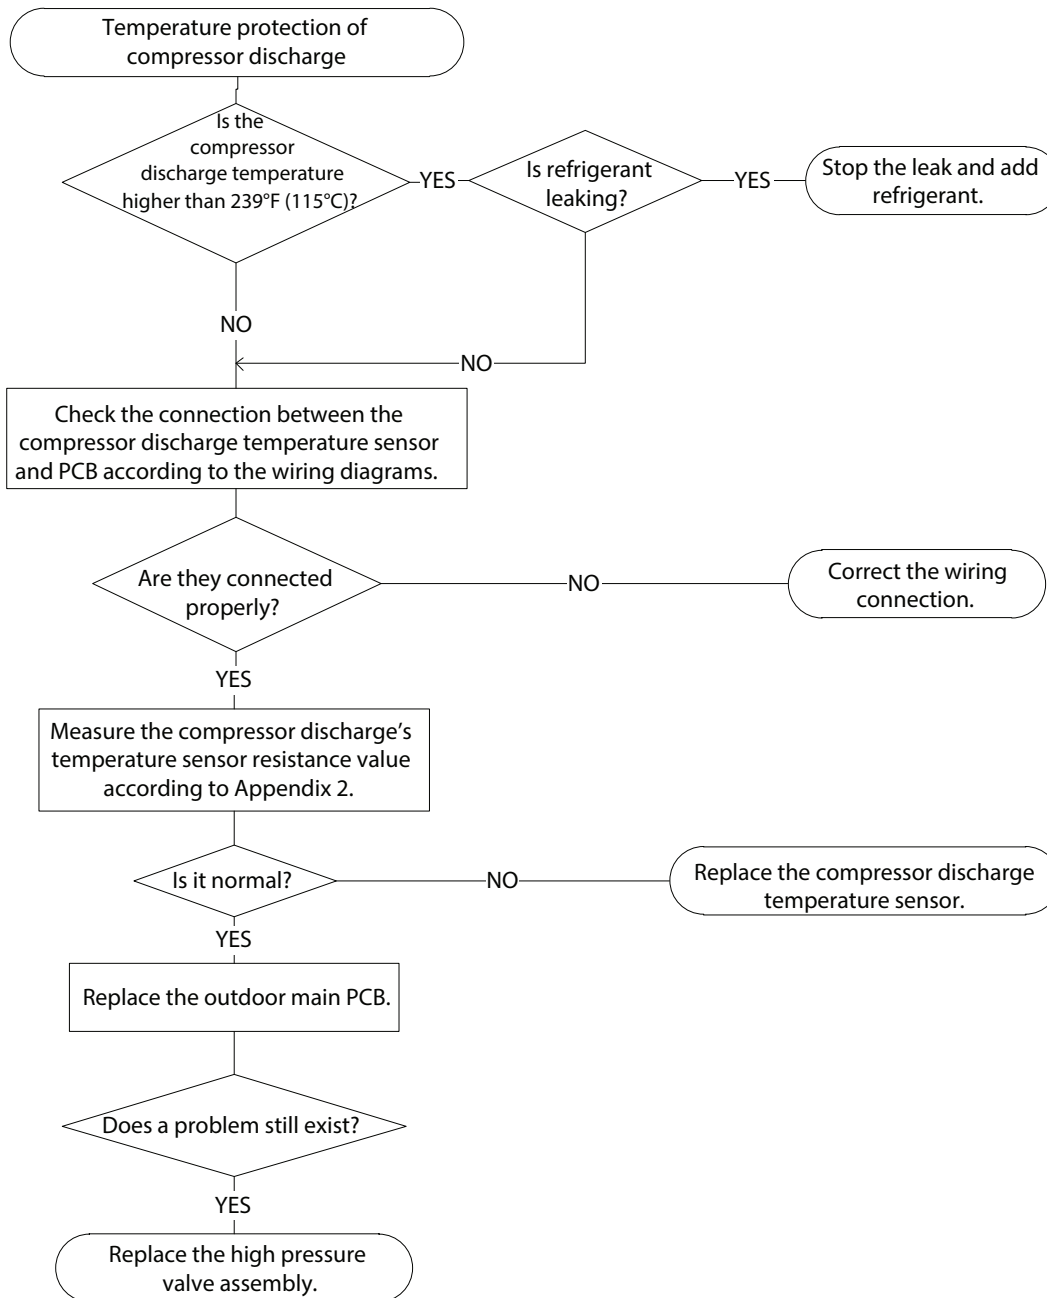 Temperature protection of
compressor discharge
Is the
compressor
discharge temperature
higher than 239°F (115°C)?
YES
Is refrigerant
leaking?
YES
Stop the leak and add
refrigerant.
NO
NO
Check the connection between the
compressor discharge temperature sensor
and PCB according to the wiring diagrams.
Are they connected
properly?
NO
Correct the wiring
connection.
YES
Measure the compressor discharge’s
temperature sensor resistance value
according to Appendix 2.
Is it normal?
NO
Replace the compressor discharge
temperature sensor.
YES
Replace the outdoor main PCB.
Does a problem still exist?
YES
Replace the high pressure
valve assembly.